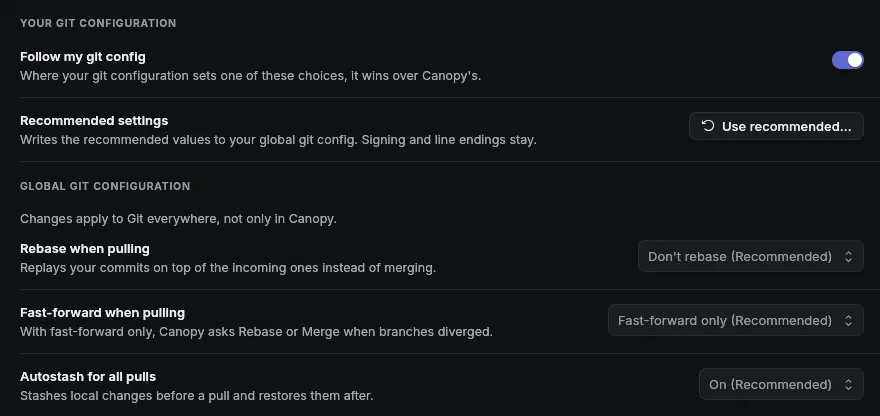 YOUR GIT CONFIGURATION
Follow my git config
Where your git configuration sets one of these choices, it wins over Canopy's.
Recommended settings
Writes the recommended values to your global git config. Signing and line endings stay.
Use recommended...
GLOBAL GIT CONFIGURATION
Changes apply to Git everywhere, not only in Canopy.
Rebase when pulling
Replays your commits on top of the incoming ones instead of merging.
Don't rebase (Recommended)
Fast-forward when pulling
With fast-forward only, Canopy asks Rebase or Merge when branches diverged.
Fast-forward only (Recommended)
Autostash for all pulls
Stashes local changes before a pull and restores them after.
On (Recommended)